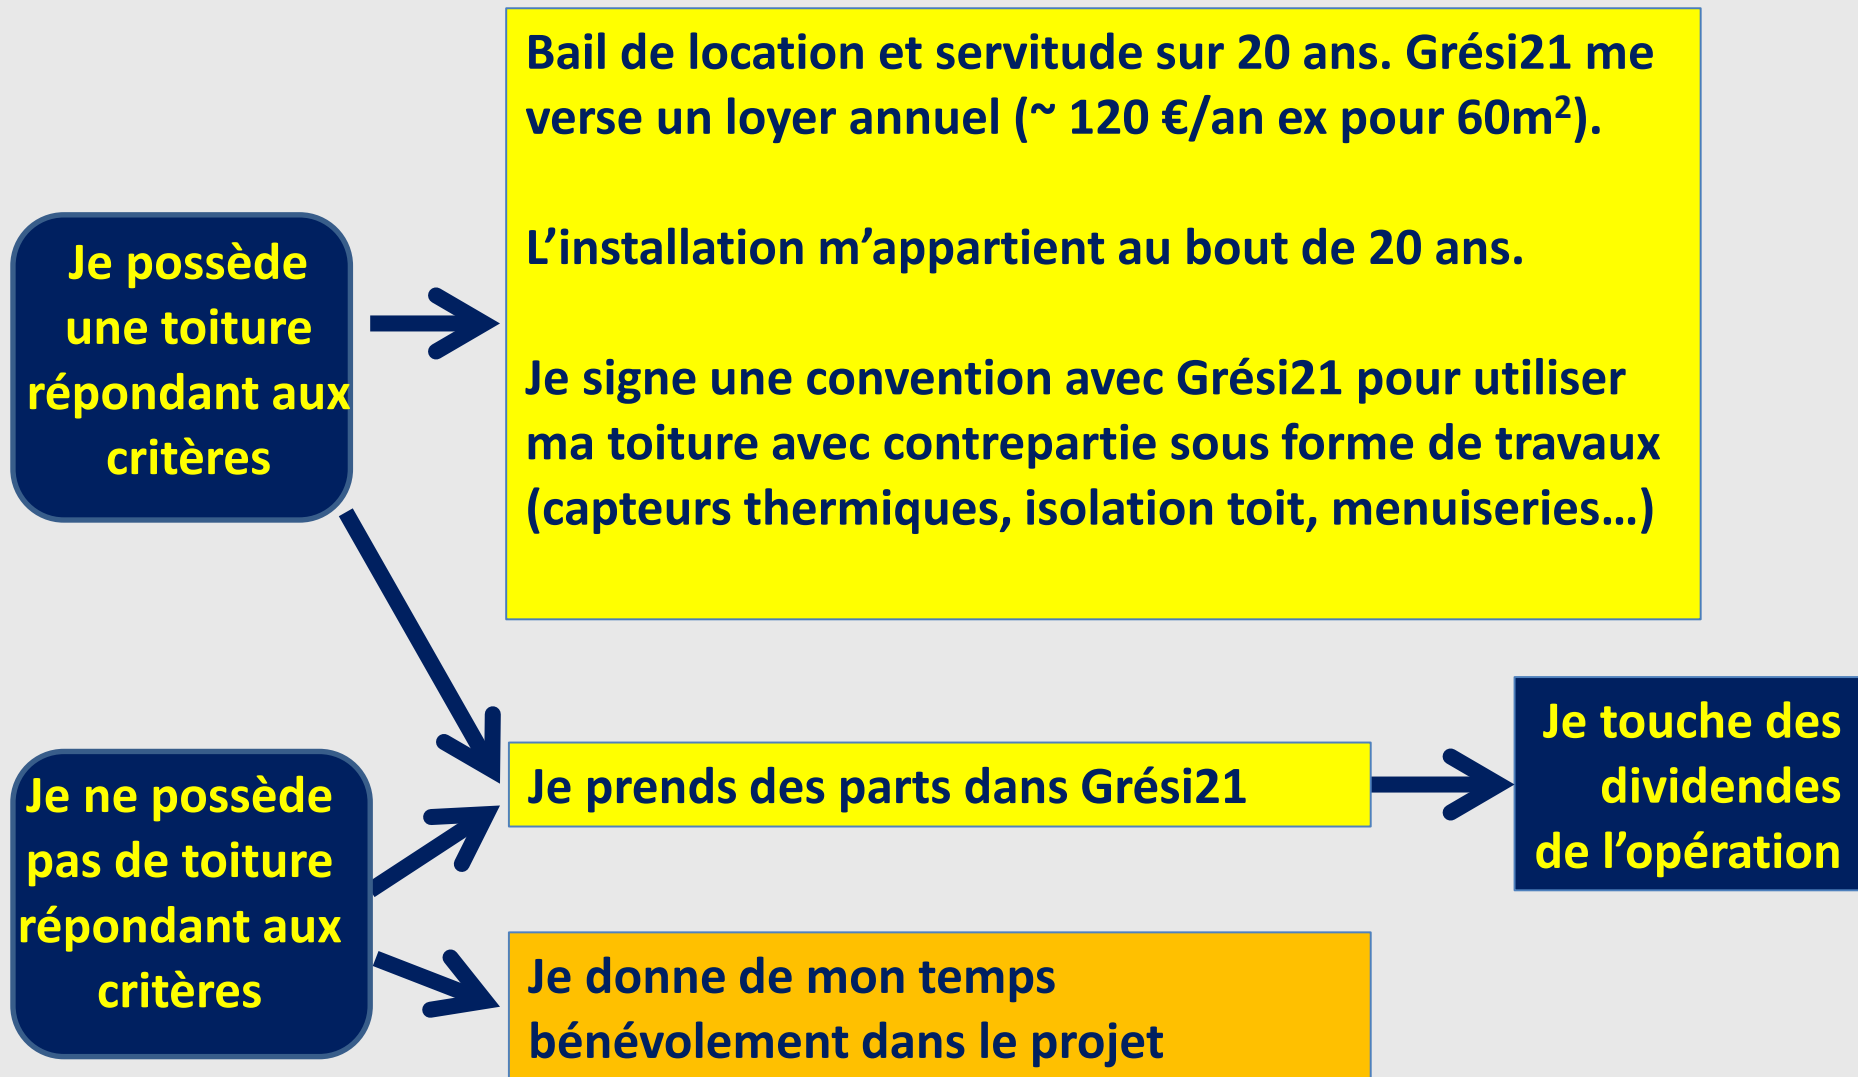 Bail de location et servitude sur 20 ans. Grési21 me
verse un loyer annuel (~ 120 €/an ex pour 60m²).
L’installation m’appartient au bout de 20 ans.
Je signe une convention avec Grési21 pour utiliser
ma toiture avec contrepartie sous forme de travaux
(capteurs thermiques, isolation toit, menuiseries…)
Je possède
une toiture
répondant aux
critères
Je ne possède
pas de toiture
répondant aux
critères
Je prends des parts dans Grési21
Je touche des
dividendes
de l’opération
Je donne de mon temps
bénévolement dans le projet